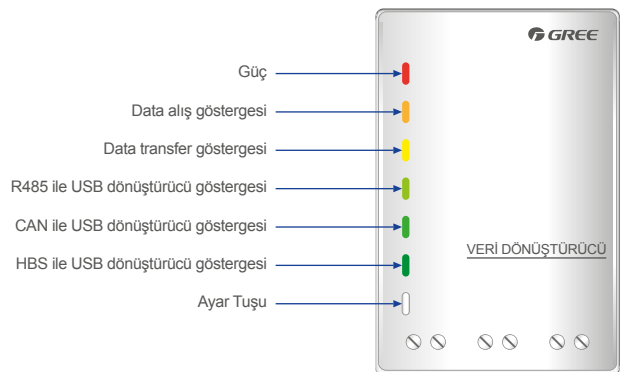 GREE
Güç
Data alış göstergesi
Data transfer göstergesi
R485 ile USB dönüştürücü göstergesi
CAN ile USB dönüştürücü göstergesi
HBS ile USB dönüştürücü göstergesi
VERİ DÖNÜŞTÜRÜCÜ
Ayar Tuşu